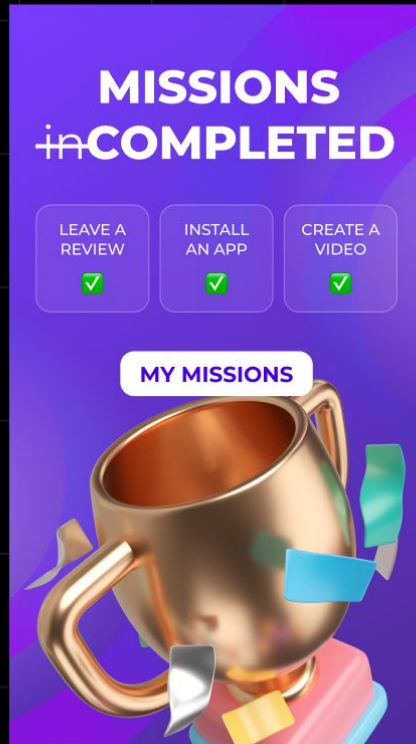 MISSIONS
inCOMPLETED
LEAVE A
REVIEW
INSTALL
AN APP
CREATE A
VIDEO
MY MISSIONS